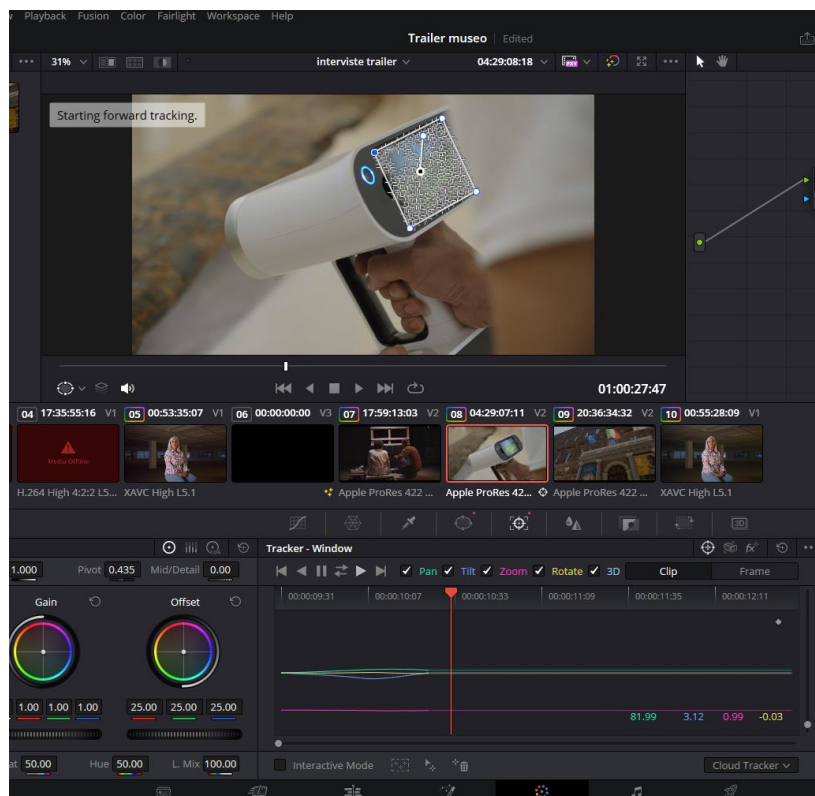 Playback Fusion Color Fairlight Workspace Help
Trailer museo Edited
31% interviste trailer 04:29:08:18
Starting forward tracking.
01:00:27:47
04 17:35:55:16 V1 05 00:53:35:07 V1 06 00:00:00:00 V3 07 17:59:13:03 V2 08 04:29:07:11 V2 09 20:36:34:32 V2 10 00:55:28:09 V1
Media Offline
H.264 High 4:2:2 L5... XAVC High L5.1 Apple ProRes 422 ... Apple ProRes 42... Apple ProRes 422 ... XAVC High L5.1
3D
Tracker - Window
1.000 Pivot 0.435 Mid/Detail 0.00 Pan Tilt Zoom Rotate 3D Clip Frame
Gain Offset
00:00:09:31 00:00:10:07 00:00:10:33 00:00:11:09 00:00:11:35 00:00:12:11
1.00 1.00 1.00 25.00 25.00 25.00
81.99 3.12 0.99 -0.03
at 50.00 Hue 50.00 L. Mix 100.00 Interactive Mode Cloud Tracker